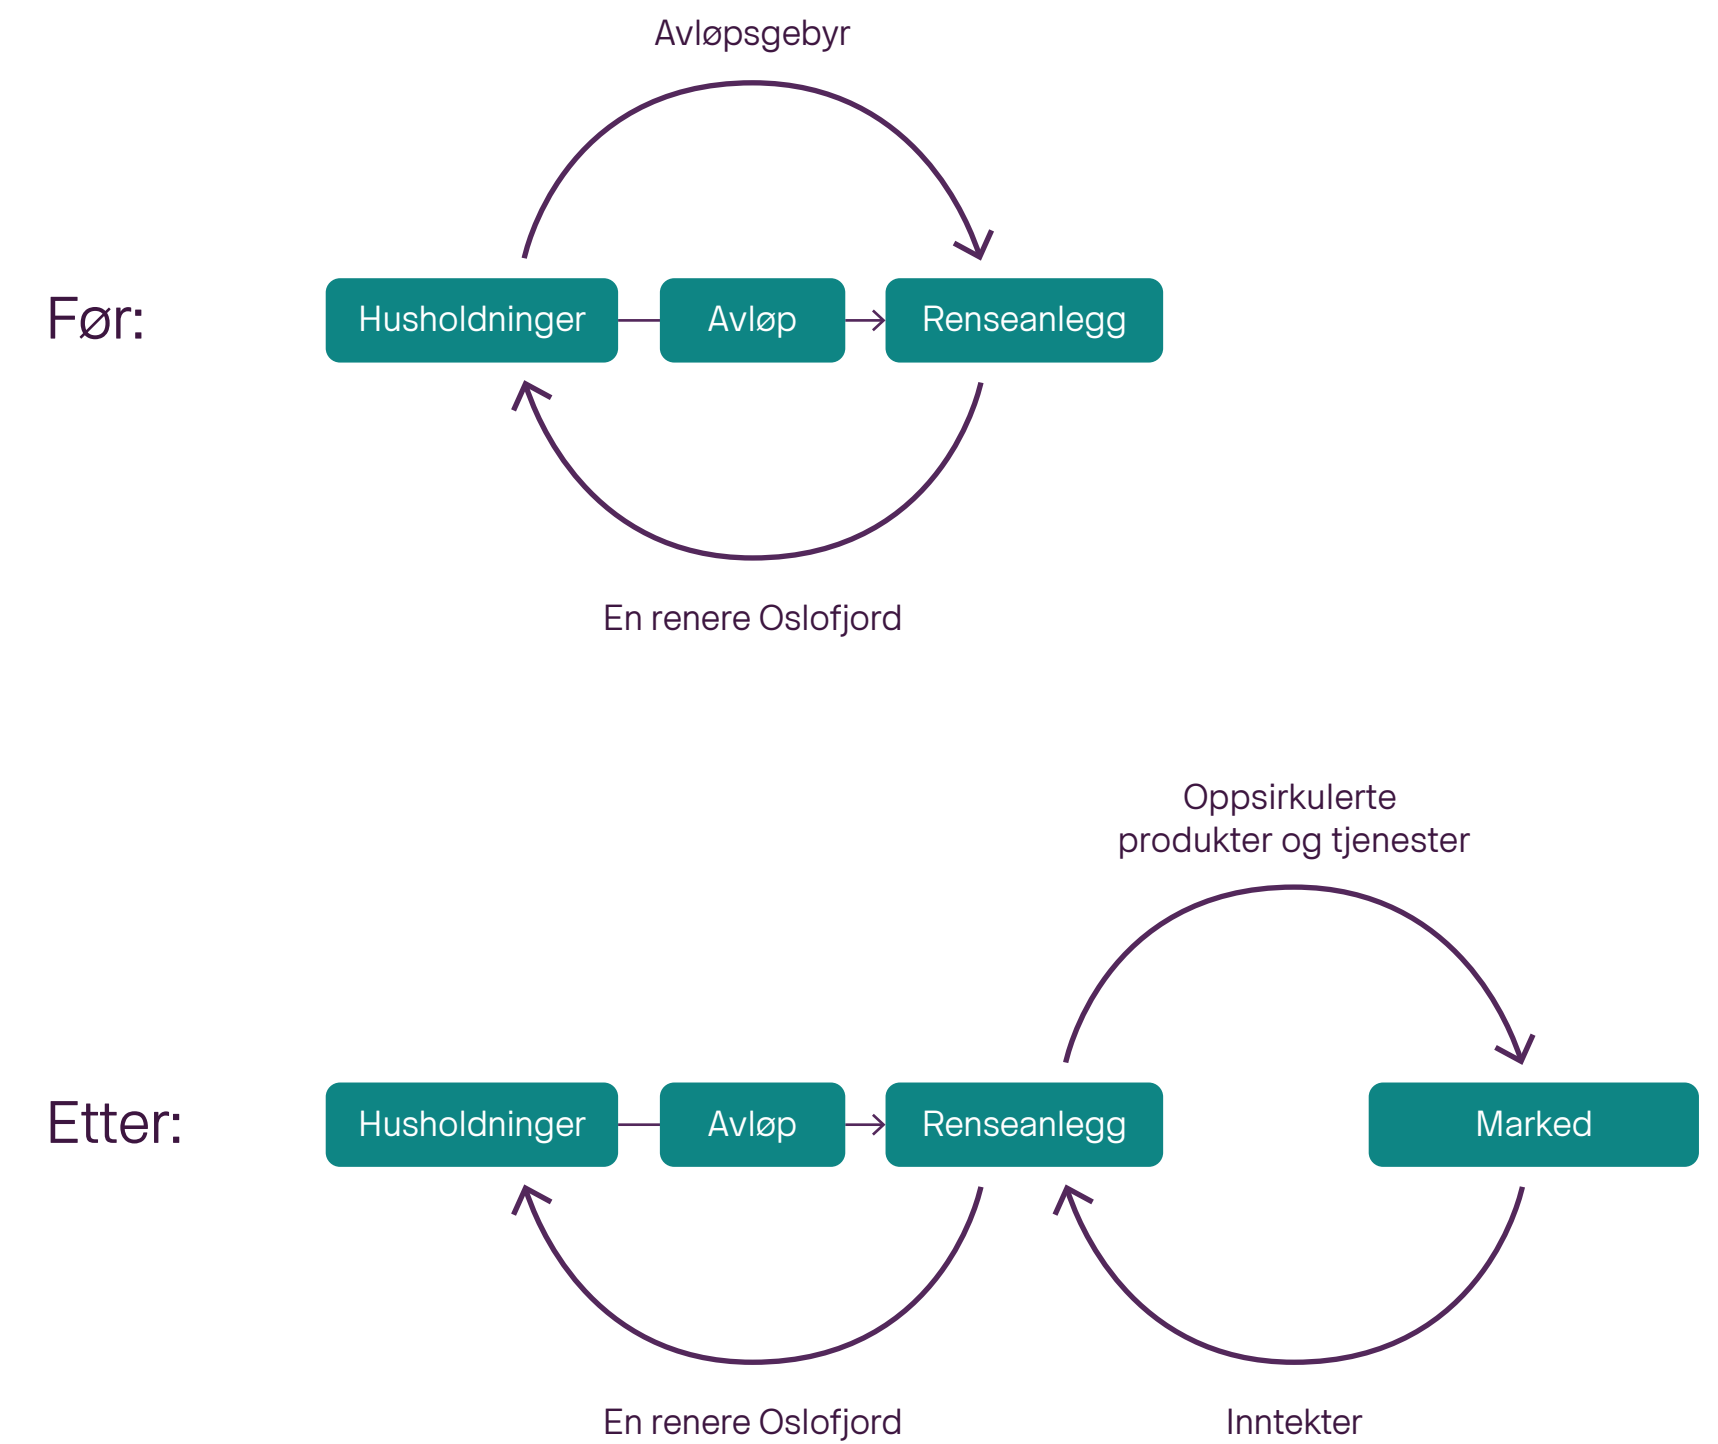 Avløpsgebyr
Før:
Husholdninger
Avløp
Renseanlegg
En renere Oslofjord
Oppsirkulerte
produkter og tjenester
Etter:
Husholdninger
Avløp
Renseanlegg
Marked
En renere Oslofjord
Inntekter